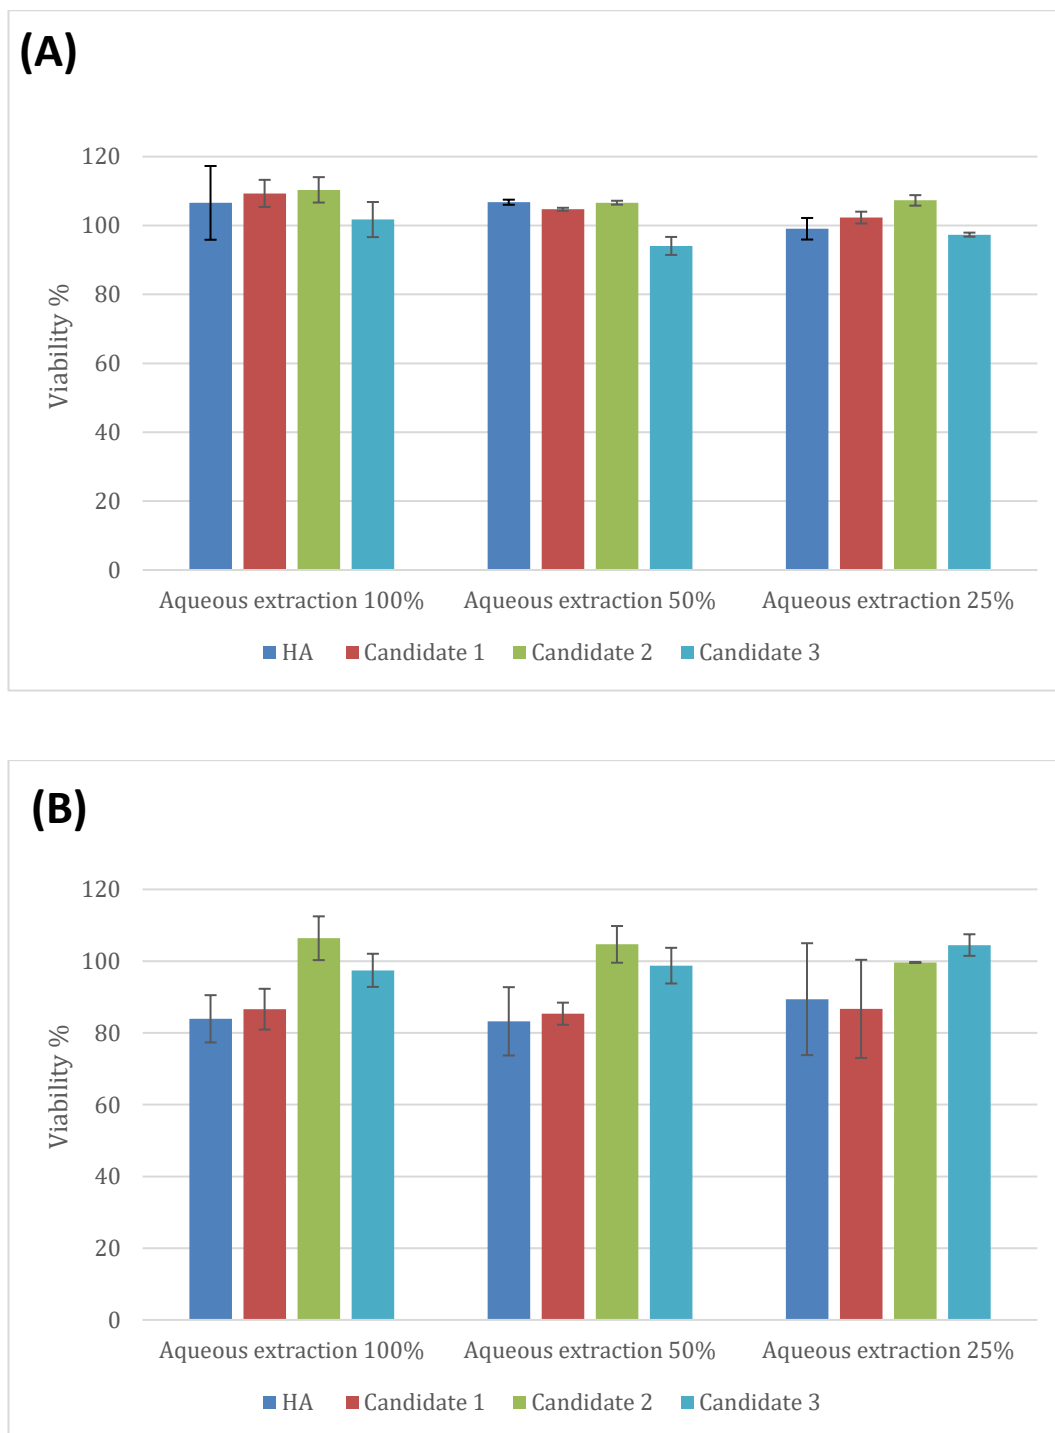 (A)
120
100
80
60
40
20
0
Viability %
Aqueous extraction 100% Aqueous extraction 50% Aqueous extraction 25%
HA Candidate 1 Candidate 2 Candidate 3
(B)
120
100
80
60
40
20
0
Viability %
Aqueous extraction 100% Aqueous extraction 50% Aqueous extraction 25%
HA Candidate 1 Candidate 2 Candidate 3